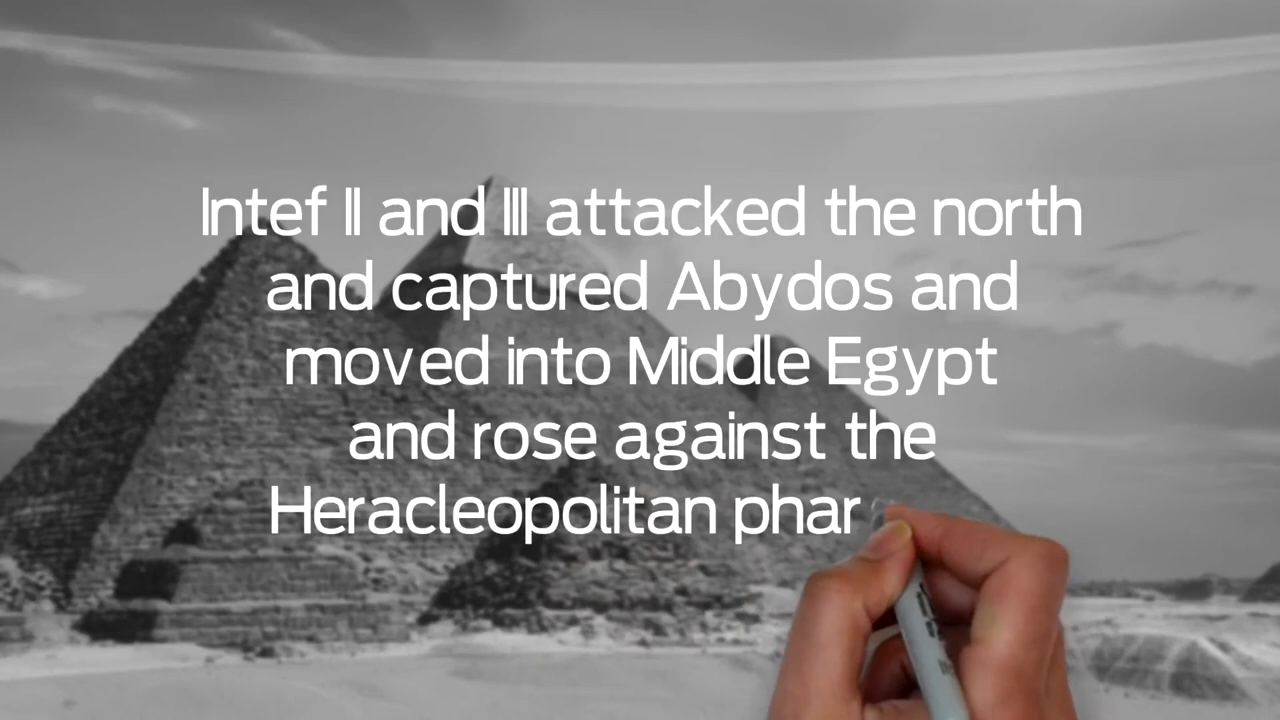 Intef II and III attacked the north
and captured Abydos and
moved into Middle Egypt
and rose against the
Heracleopolitan phar